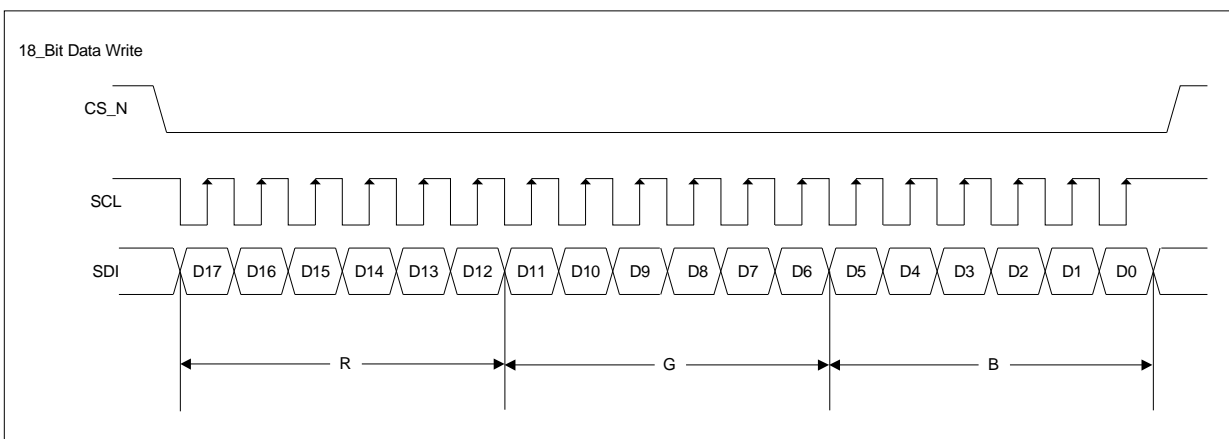 18_Bit Data Write
CS_N
SCL
SDI D17 D16 D15 D14 D13 D12 D11 D10 D9 D8 D7 D6 D5 D4 D3 D2 D1 D0
R G B